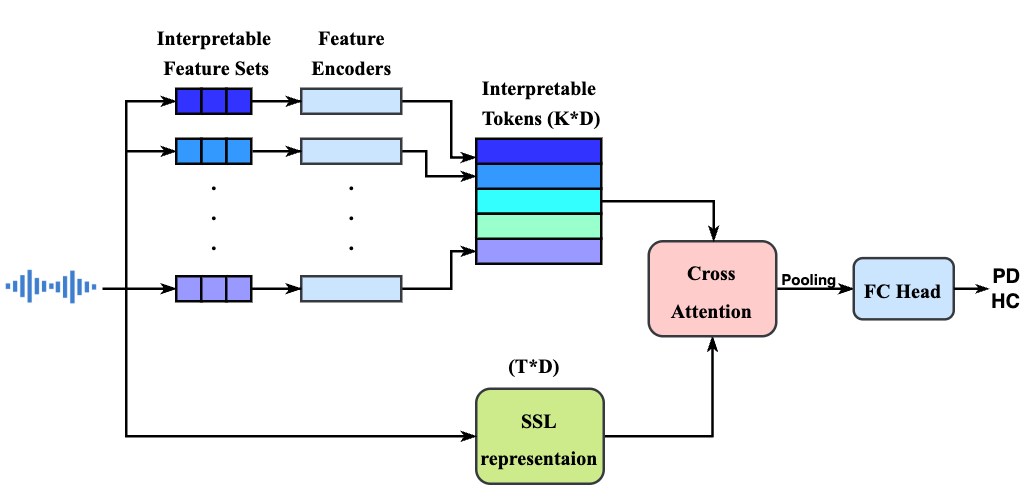 Interpretable
Feature Sets
Feature
Encoders
Interpretable
Tokens (K*D)
Cross
Attention
Pooling
FC Head
PD
HC
(T*D)
SSL
representaion